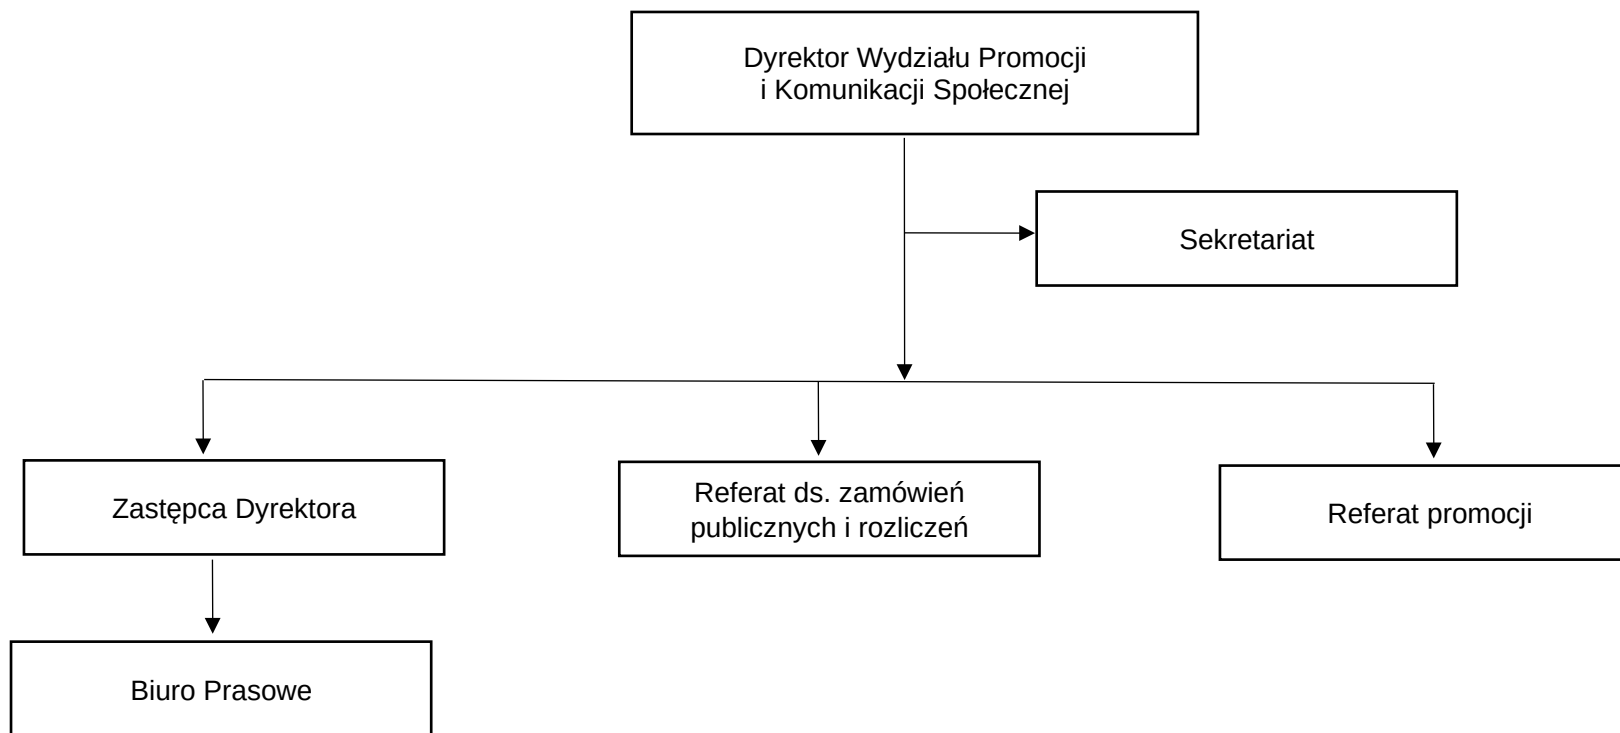 Dyrektor Wydziału Promocji
i Komunikacji Społecznej
Sekretariat
Zastępca Dyrektora
Referat ds. zamówień
publicznych i rozliczeń
Referat promocji
Biuro Prasowe